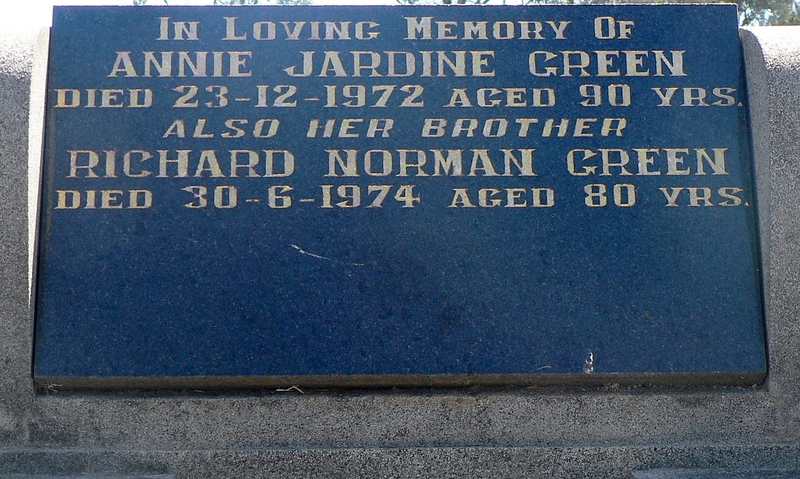 In Loving Memory Of
ANNIE JARDINE GREEN
DIED 23-12-1972 AGED 90 YRS.
ALSO HER BROTHER
RICHARD NORMAN GREEN
DIED 30-6-1974 AGED 80 YRS.